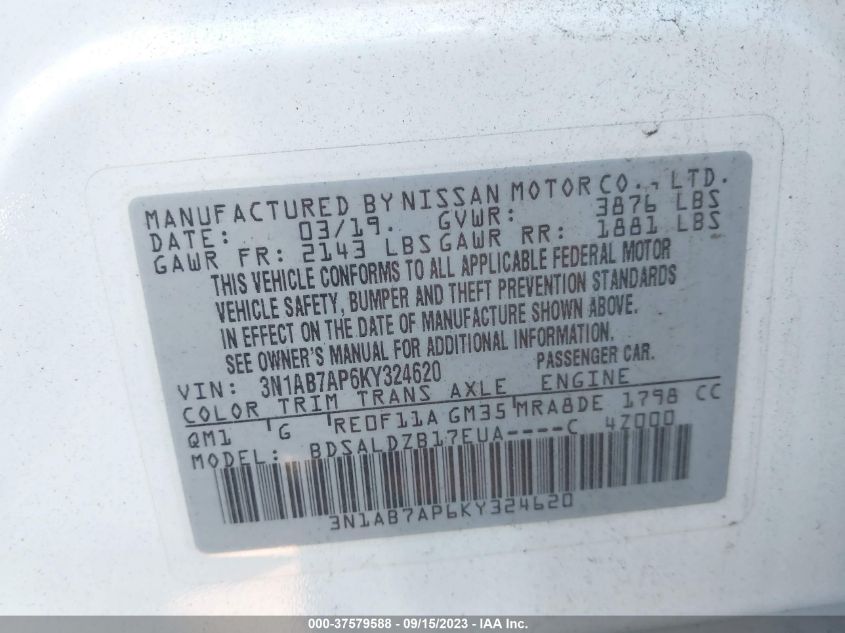 MANUFACTURED BY NISSAN MOTOR CO., LTD.
DATE: 03/19. GVWR: 3876 LBS
GAWR FR: 2143 LBS GAWR RR: 1881 LBS
THIS VEHICLE CONFORMS TO ALL APPLICABLE FEDERAL MOTOR
VEHICLE SAFETY, BUMPER AND THEFT PREVENTION STANDARDS
IN EFFECT ON THE DATE OF MANUFACTURE SHOWN ABOVE.
SEE OWNER'S MANUAL FOR ADDITIONAL INFORMATION.
VIN: 3N1AB7AP6KY324620 PASSENGER CAR.
COLOR TRIM TRANS AXLE ENGINE
QM1 G RE0F11A GM35 MRA8DE 1798 CC
MODEL: BDSALDZB17EUA----C 4Z000
3N1AB7AP6KY324620
000-37579588 - 09/15/2023 - IAA Inc.